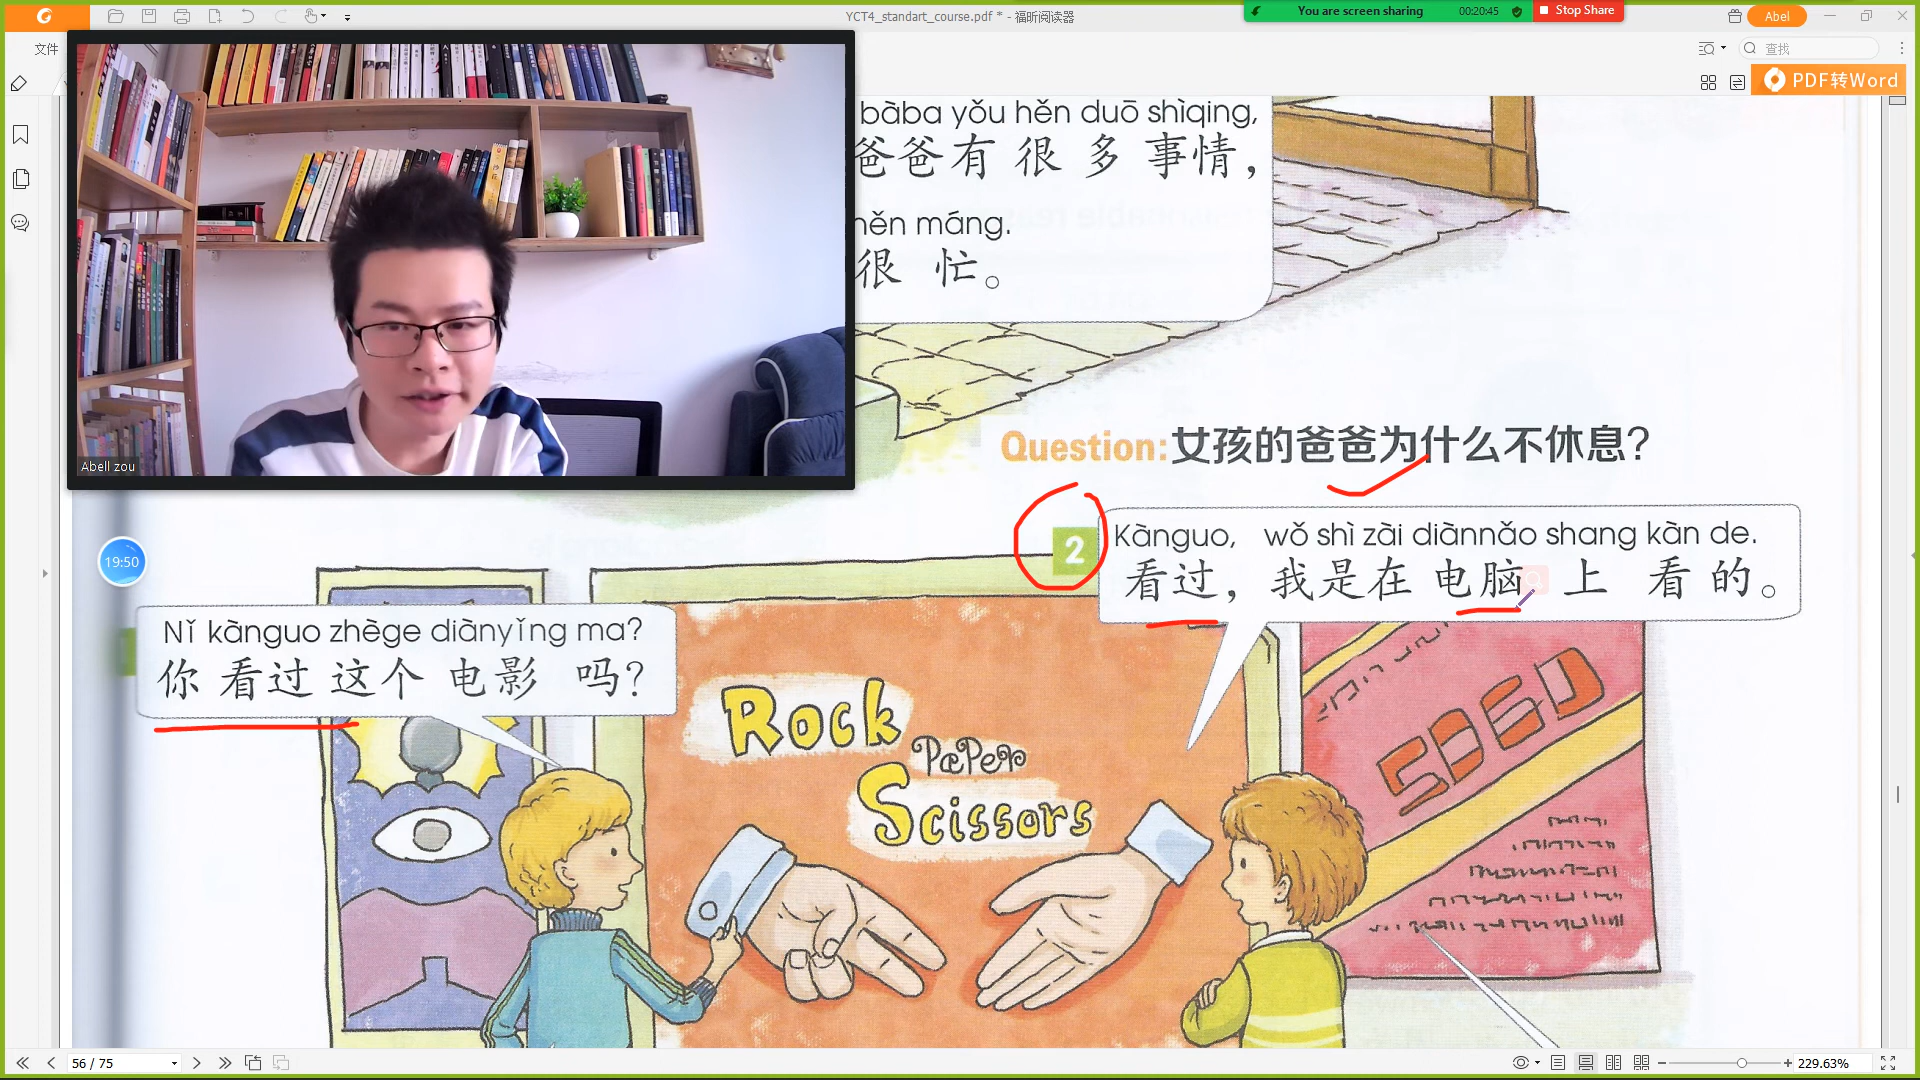 YCT4_standart_course.pdf * - 福昕阅读器
You are screen sharing
00:20:45
Stop Share
Abel
文件
查找
PDF转Word
bàba yǒu hěn duō shìqing,
爸爸有 很 多 事情，
hěn máng.
很 忙。
Abell zou
Question:女孩的爸爸为什么不休息?
19:50
2
Kànguo, wǒ shì zài diànnǎo shang kàn de.
看过，我是在 电脑 上 看 的。
Nǐ kànguo zhège diànyǐng ma?
你 看过 这个 电影 吗?
Rock
PaPer
Scissors
56 / 75
229.63%